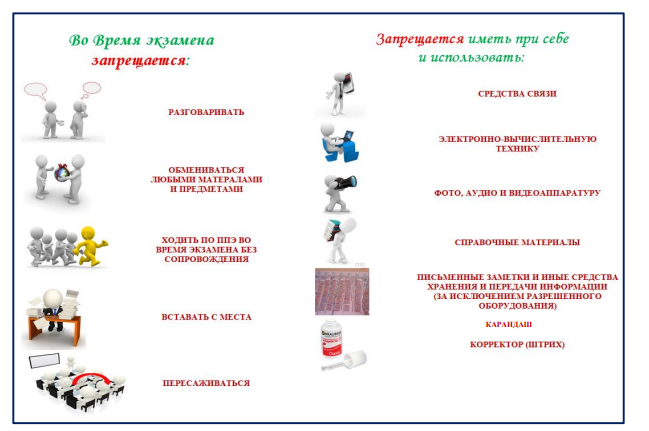 Во Время экзамена
запрещается:
РАЗГОВАРИВАТЬ
ОБМЕНИВАТЬСЯ
ЛЮБЫМИ МАТЕРАЛАМИ
И ПРЕДМЕТАМИ
ХОДИТЬ ПО ППЭ ВО
ВРЕМЯ ЭКЗАМЕНА БЕЗ
СОПРОВОЖДЕНИЯ
ВСТАВАТЬ С МЕСТА
ПЕРЕСАЖИВАТЬСЯ
Запрещается иметь при себе
и использовать:
СРЕДСТВА СВЯЗИ
ЭЛЕКТРОННО-ВЫЧИСЛИТЕЛЬНУЮ
ТЕХНИКУ
ФОТО, АУДИО И ВИДЕОАППАРАТУРУ
СПРАВОЧНЫЕ МАТЕРИАЛЫ
ПИСЬМЕННЫЕ ЗАМЕТКИ И ИНЫЕ СРЕДСТВА
ХРАНЕНИЯ И ПЕРЕДАЧИ ИНФОРМАЦИИ
(ЗА ИСКЛЮЧЕНИЕМ РАЗРЕШЕННОГО
ОБОРУДОВАНИЯ)
КАРАНДАШ
КОРРЕКТОР (ШТРИХ)